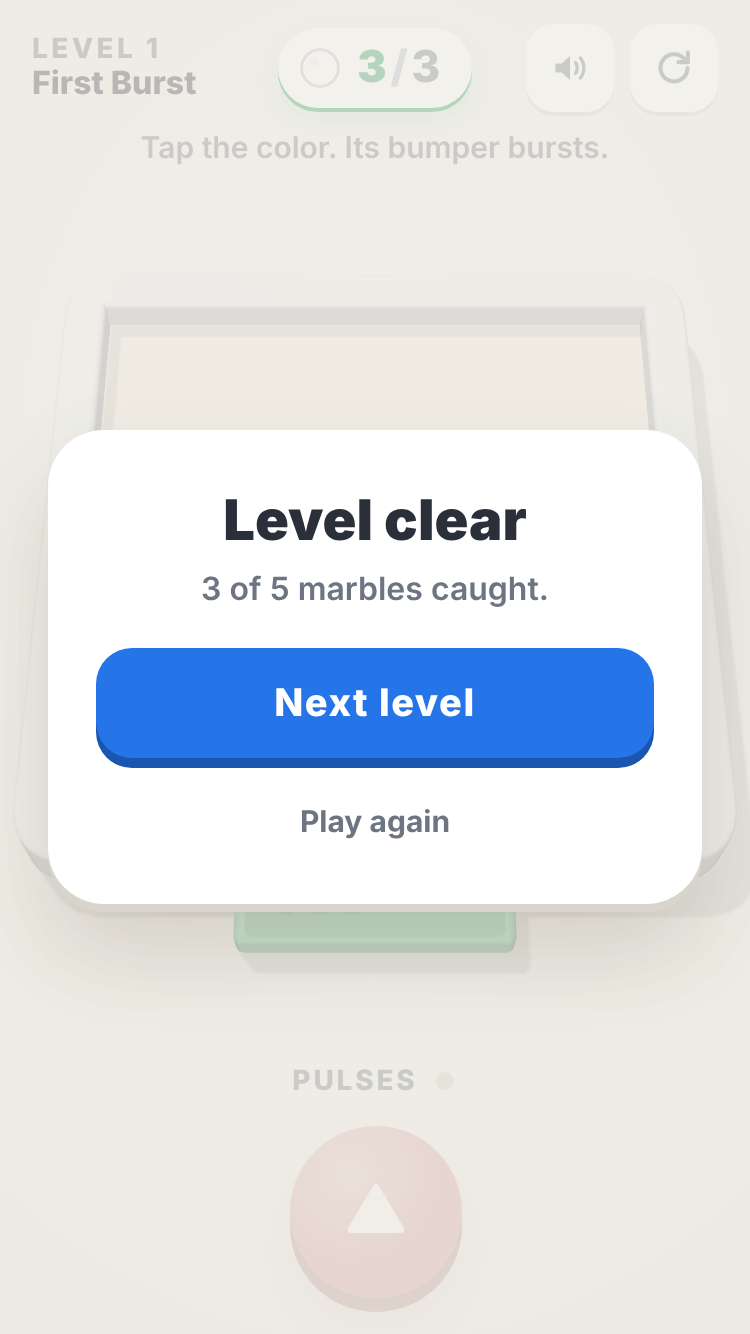 LEVEL 1
First Burst
3/3
Tap the color. Its bumper bursts.
Level clear
3 of 5 marbles caught.
Next level
Play again
PULSES